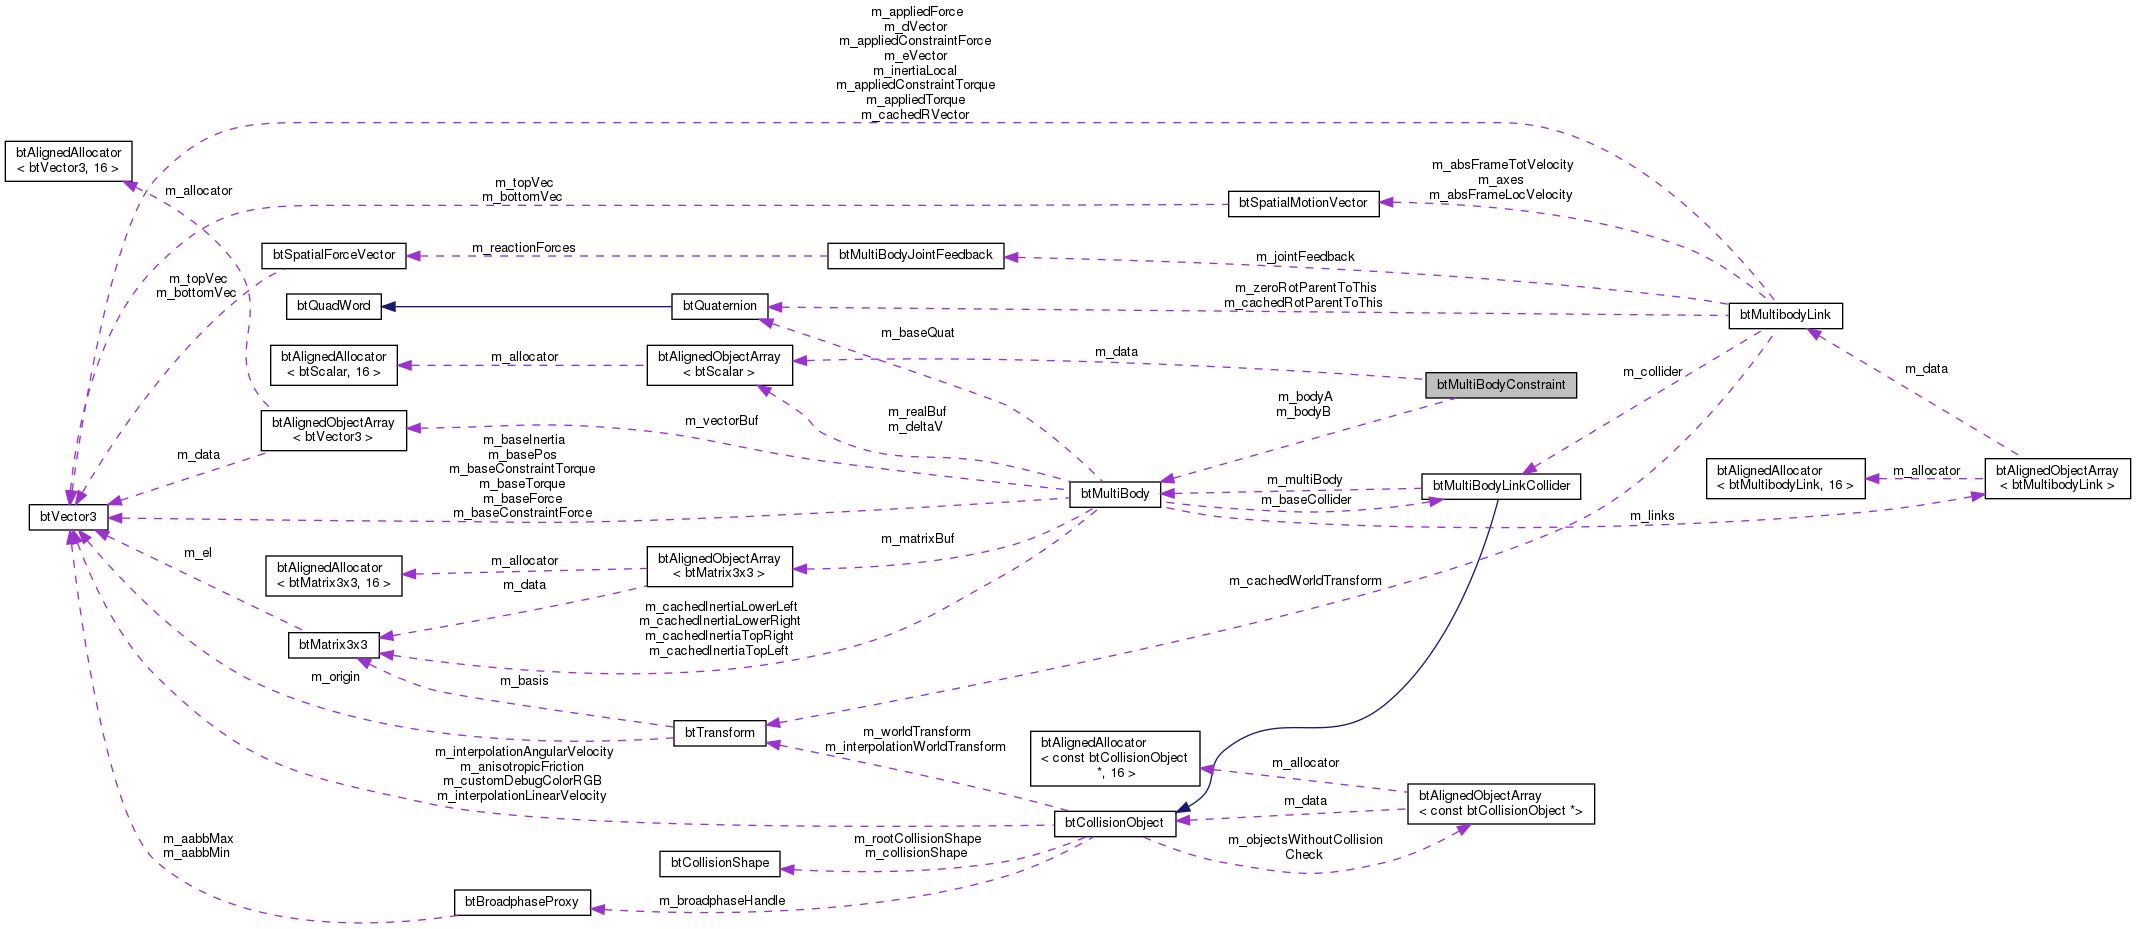 m_appliedForce
m_dVector
m_appliedConstraintForce
m_eVector
m_inertiaLocal
m_appliedConstraintTorque
m_appliedTorque
m_cachedRVector
btAlignedAllocator
< btVector3, 16 >
m_allocator
m_topVec
m_bottomVec
m_absFrameTotVelocity
m_axes
m_absFrameLocVelocity
btSpatialMotionVector
btSpatialForceVector
m_reactionForces
btMultiBodyJointFeedback
m_jointFeedback
m_topVec
m_bottomVec
btQuadWord
btQuaternion
m_zeroRotParentToThis
m_cachedRotParentToThis
btMultibodyLink
m_baseQuat
btAlignedAllocator
< btScalar, 16 >
m_allocator
btAlignedObjectArray
< btScalar >
m_data
btMultiBodyConstraint
m_collider
m_data
m_bodyA
m_bodyB
m_realBuf
m_deltaV
btAlignedObjectArray
< btVector3 >
m_vectorBuf
m_data
m_baseInertia
m_basePos
m_baseConstraintTorque
m_baseTorque
m_baseForce
m_baseConstraintForce
btVector3
btMultiBody
m_multiBody
m_baseCollider
btMultiBodyLinkCollider
btAlignedAllocator
< btMultibodyLink, 16 >
m_allocator
btAlignedObjectArray
< btMultibodyLink >
m_links
m_el
btAlignedAllocator
< btMatrix3x3, 16 >
m_allocator
m_data
btAlignedObjectArray
< btMatrix3x3 >
m_matrixBuf
m_cachedWorldTransform
m_cachedInertiaLowerLeft
m_cachedInertiaLowerRight
m_cachedInertiaTopRight
m_cachedInertiaTopLeft
btMatrix3x3
m_origin
m_basis
btTransform
m_worldTransform
m_interpolationWorldTransform
m_interpolationAngularVelocity
m_anisotropicFriction
m_customDebugColorRGB
m_interpolationLinearVelocity
btAlignedAllocator
< const btCollisionObject
*, 16 >
m_allocator
m_data
btAlignedObjectArray
< const btCollisionObject *>
btCollisionObject
m_objectsWithoutCollision
Check
m_rootCollisionShape
m_collisionShape
btCollisionShape
m_aabbMax
m_aabbMin
btBroadphaseProxy
m_broadphaseHandle